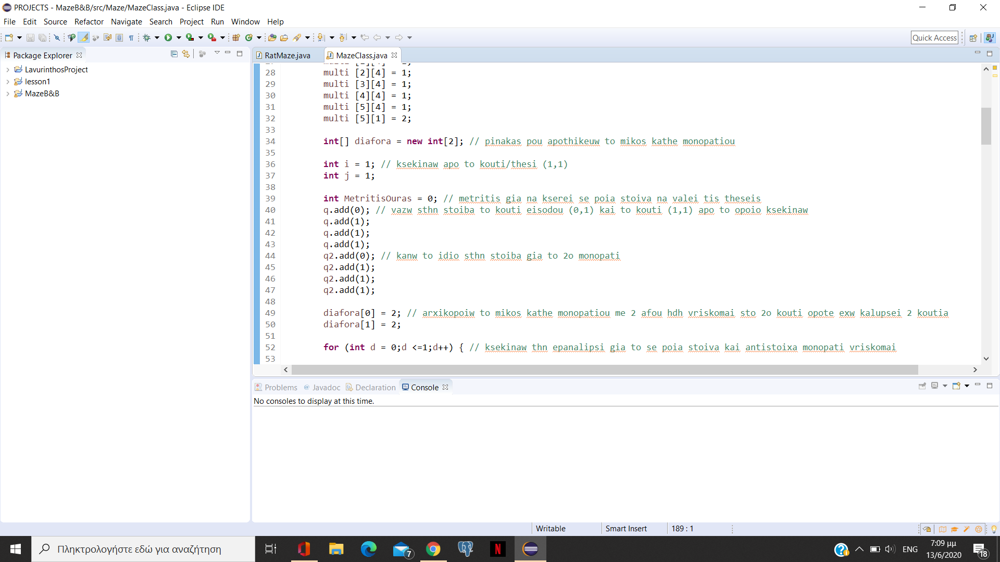 PROJECTS - MazeB&B/src/Maze/MazeClass.java - Eclipse IDE
File Edit Source Refactor Navigate Search Project Run Window Help
Quick Access
Package Explorer
RatMaze.java MazeClass.java
LavurinthosProject
lesson1
MazeB&B
28 multi [2][4] = 1;
29 multi [3][4] = 1;
30 multi [4][4] = 1;
31 multi [5][4] = 1;
32 multi [5][1] = 2;
33
34 int[] diafora = new int[2]; // pinakas pou apothikeuw to mikos kathe monopatiou
35
36 int i = 1; // ksekinaw apo to kouti/thesi (1,1)
37 int j = 1;
38
39 int MetritisOuras = 0; // metritis gia na kserei se poia stoiva na valei tis theseis
40 q.add(0); // vazw sthn stoiba to kouti eisodou (0,1) kai to kouti (1,1) apo to opoio ksekinaw
41 q.add(1);
42 q.add(1);
43 q.add(1);
44 q2.add(0); // kanw to idio sthn stoiba gia to 2o monopati
45 q2.add(1);
46 q2.add(1);
47 q2.add(1);
48
49 diafora[0] = 2; // arxikopoiw to mikos kathe monopatiou me 2 afou hdh vriskomai sto 2o kouti opote exw kalupsei 2 koutia
50 diafora[1] = 2;
51
52 for (int d = 0;d <=1;d++) { // ksekinaw thn epanalipsi gia to se poia stoiva kai antistoixa monopati vriskomai
53
Problems @ Javadoc Declaration Console
No consoles to display at this time.
Writable Smart Insert 189 : 1
Πληκτρολογήστε εδώ για αναζήτηση
7
N
ENG
7:09 μμ
13/6/2020
18